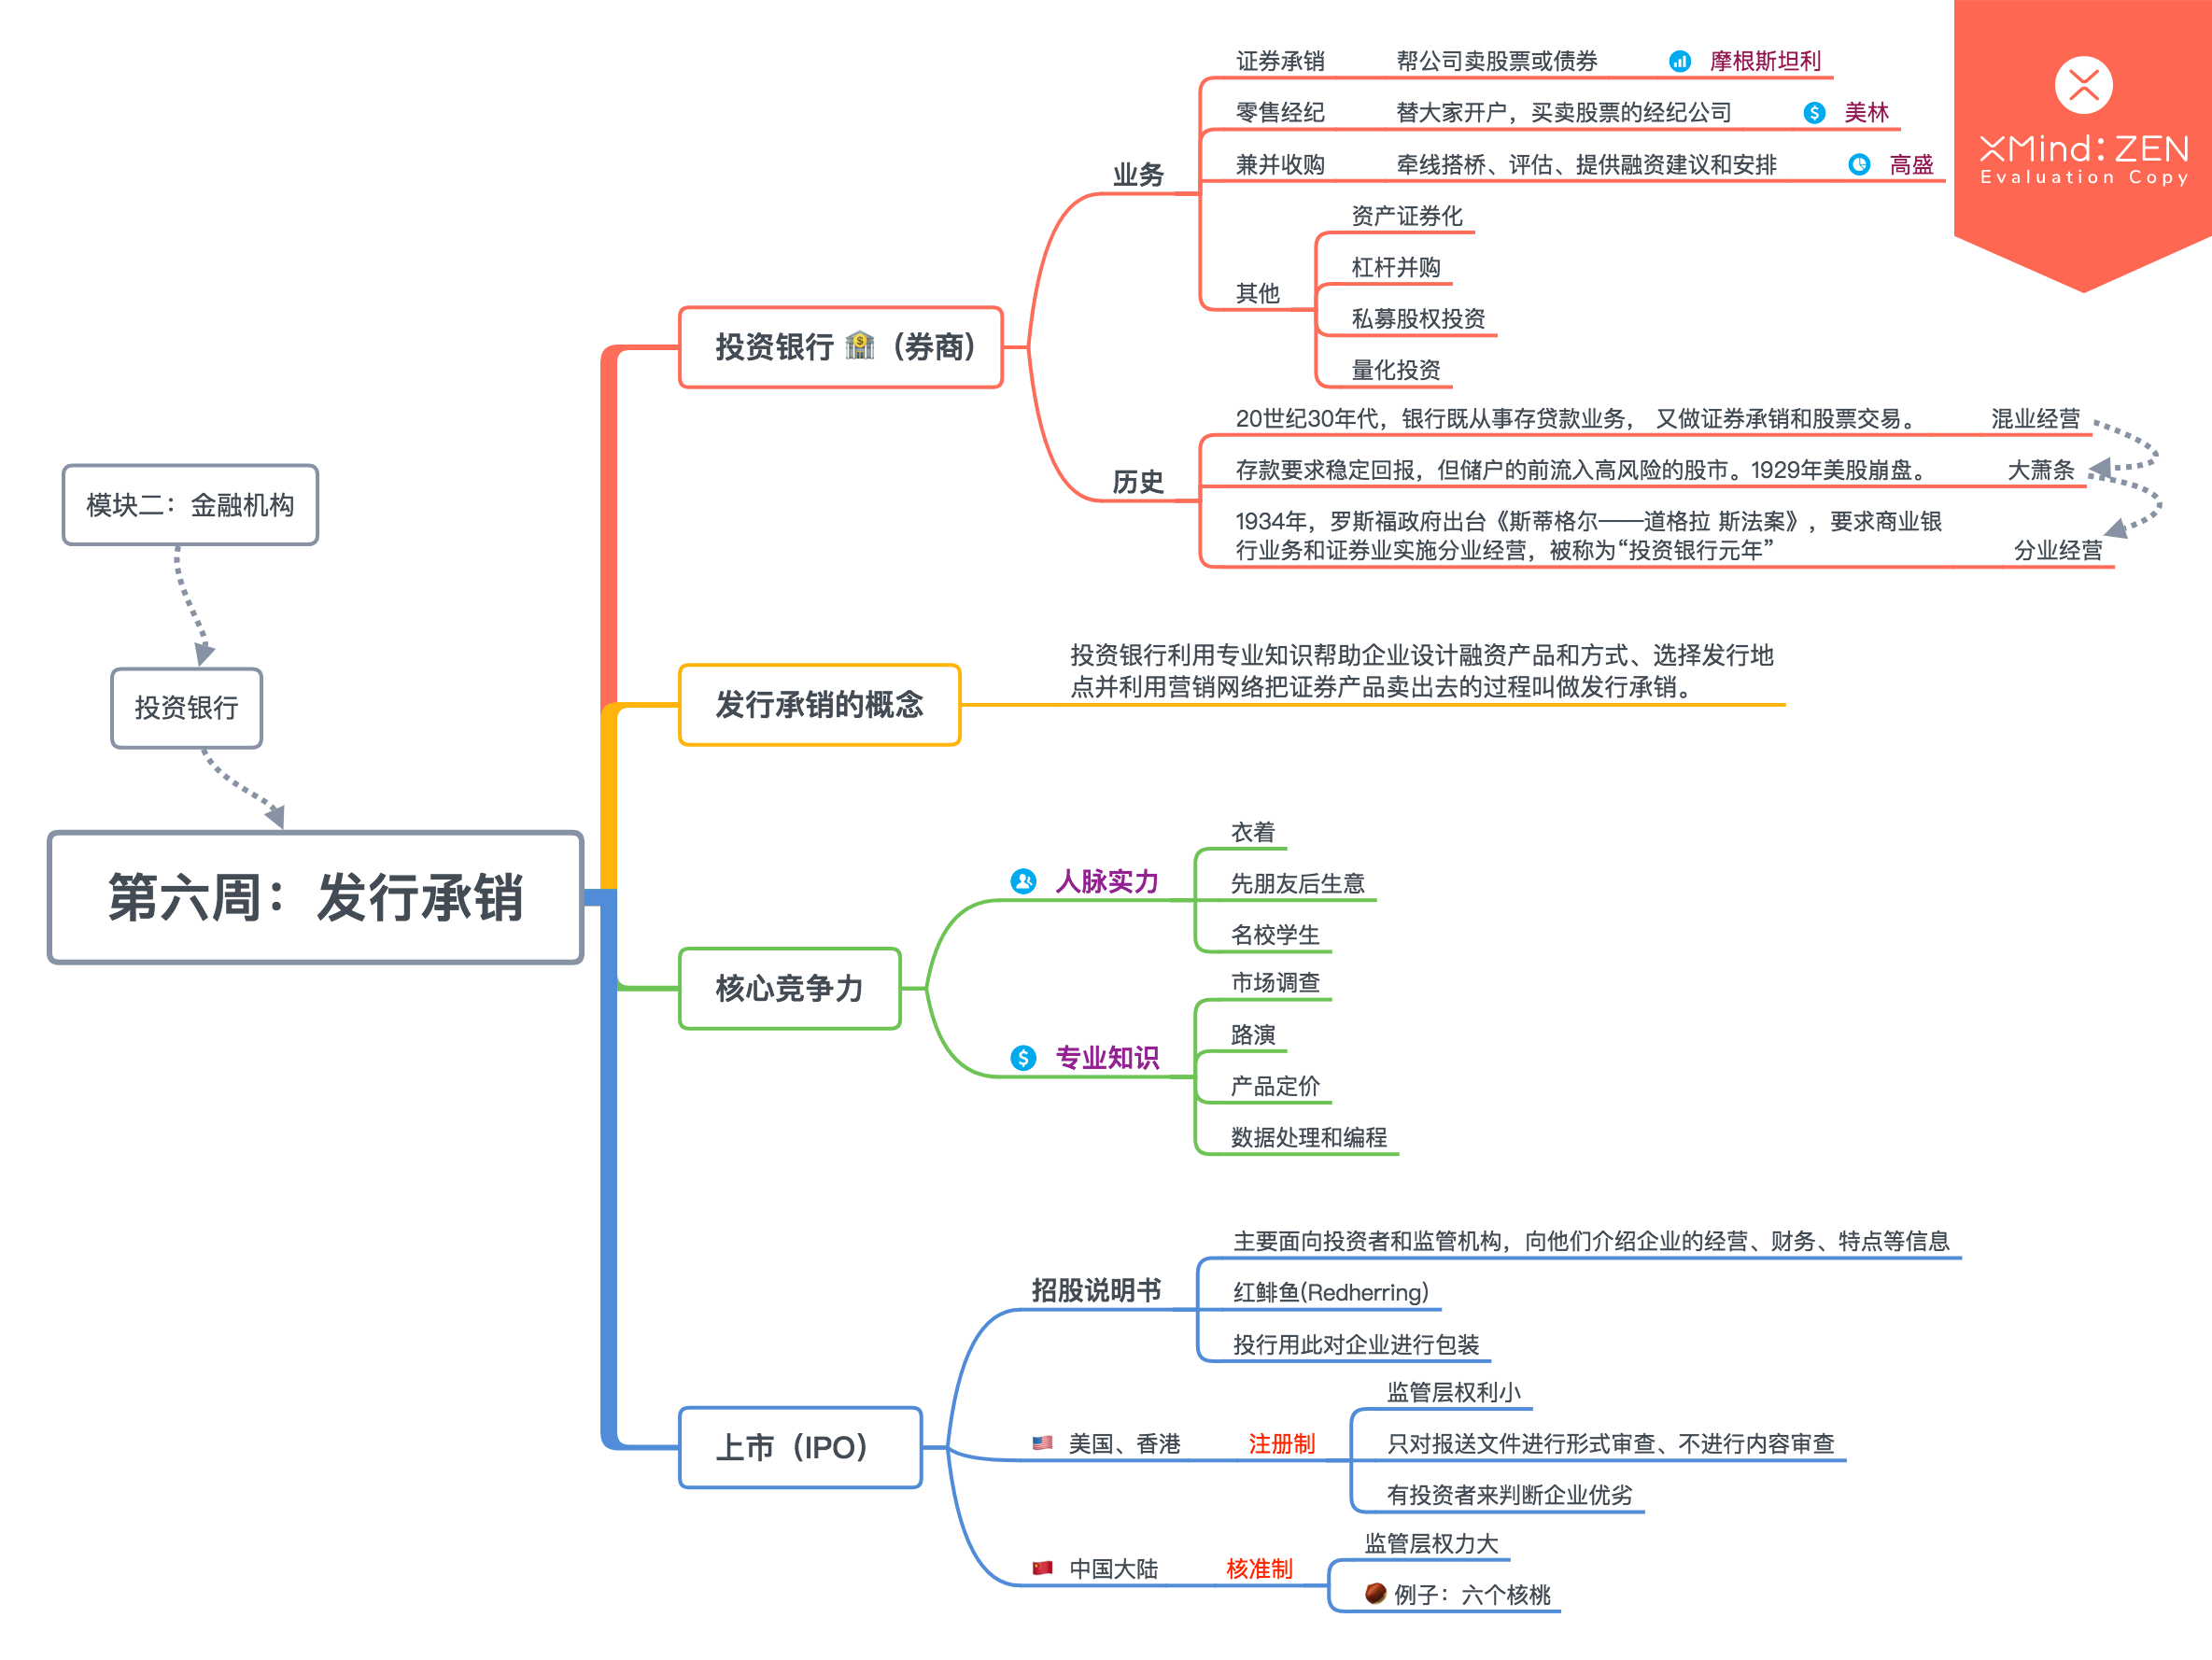 模块二：金融机构
投资银行
第六周：发行承销
投资银行 （券商）
业务
证券承销
帮公司卖股票或债券
摩根斯坦利
零售经纪
替大家开户，买卖股票的经纪公司
美林
兼并收购
牵线搭桥、评估、提供融资建议和安排
高盛
其他
资产证券化
杠杆并购
私募股权投资
量化投资
历史
20世纪30年代，银行既从事存贷款业务， 又做证券承销和股票交易。
混业经营
存款要求稳定回报，但储户的前流入高风险的股市。1929年美股崩盘。
大萧条
1934年，罗斯福政府出台《斯蒂格尔——道格拉 斯法案》，要求商业银
行业务和证券业实施分业经营，被称为“投资银行元年”
分业经营
发行承销的概念
投资银行利用专业知识帮助企业设计融资产品和方式、选择发行地
点并利用营销网络把证券产品卖出去的过程叫做发行承销。
核心竞争力
人脉实力
衣着
先朋友后生意
名校学生
专业知识
市场调查
路演
产品定价
数据处理和编程
上市（IPO）
招股说明书
主要面向投资者和监管机构，向他们介绍企业的经营、财务、特点等信息
红鲱鱼(Redherring)
投行用此对企业进行包装
美国、香港
注册制
监管层权利小
只对报送文件进行形式审查、不进行内容审查
有投资者来判断企业优劣
中国大陆
核准制
监管层权力大
例子：六个核桃
XMind: ZEN
Evaluation Copy